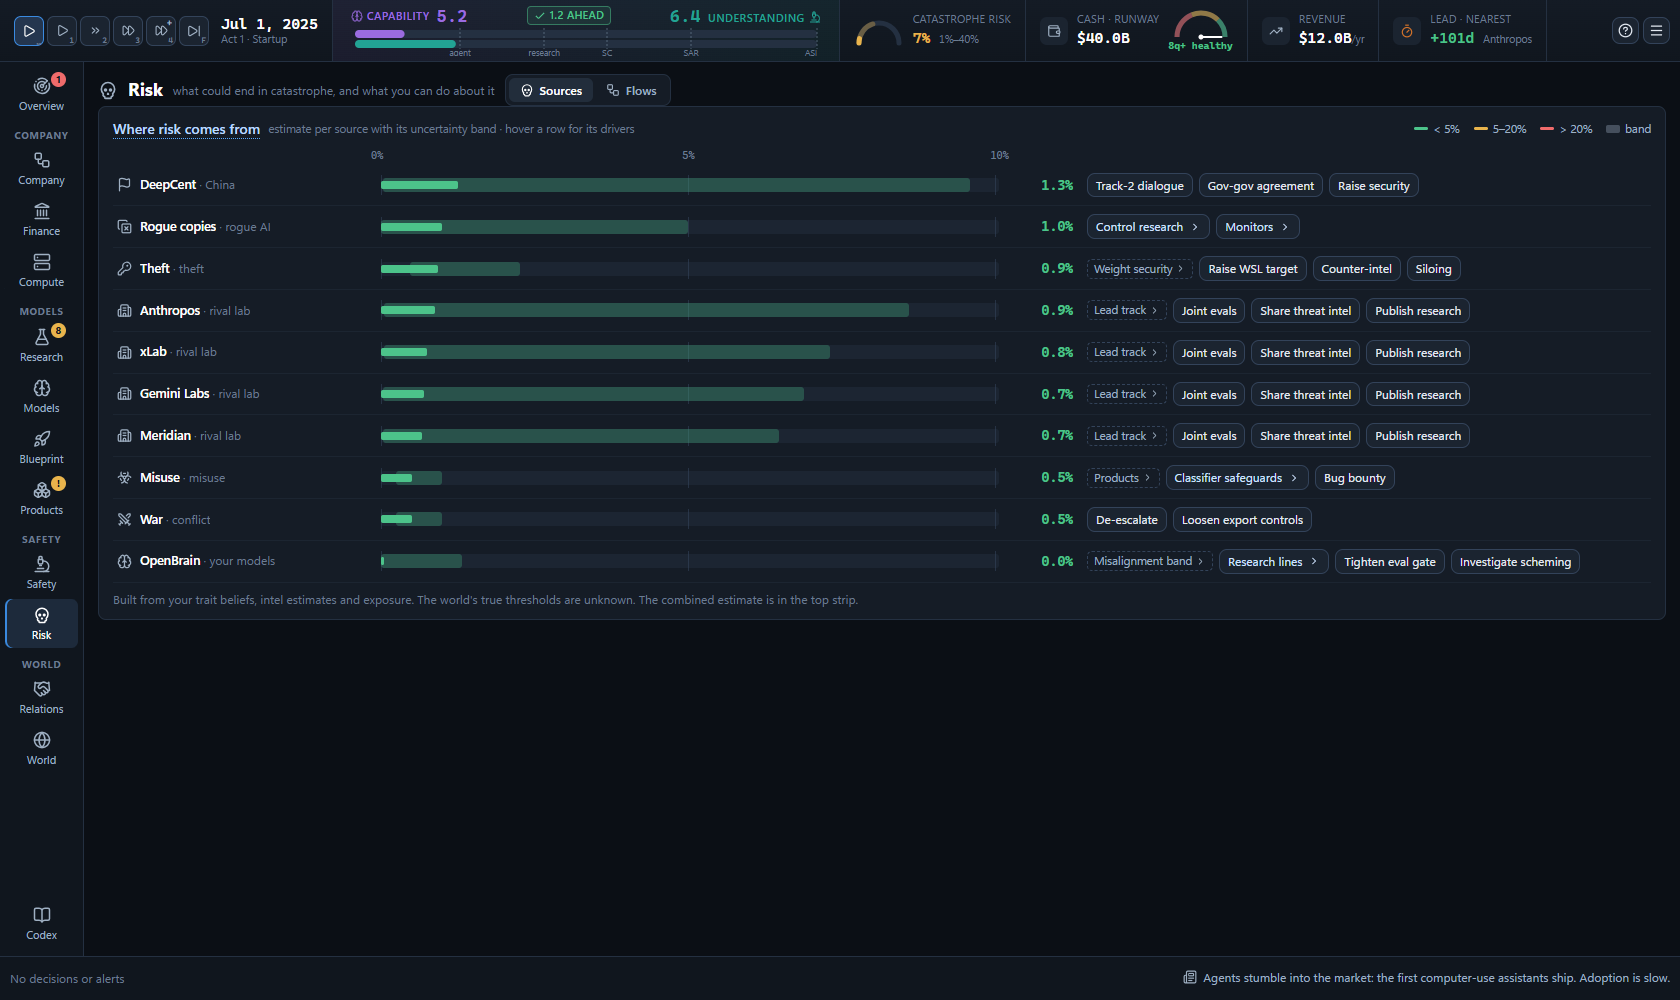 1
2
3
4
F
Jul 1, 2025
Act 1 · Startup
CAPABILITY 5.2
1.2 AHEAD
6.4 UNDERSTANDING
agent
research
SC
SAR
ASI
CATASTROPHE RISK
7% 1%–40%
CASH · RUNWAY
$40.0B
8q+ healthy
REVENUE
$12.0B/yr
LEAD · NEAREST
+101d Anthropos
1
Overview
COMPANY
Company
Finance
Compute
MODELS
8
Research
Models
Blueprint
!
Products
SAFETY
Safety
Risk
WORLD
Relations
World
Codex
Risk what could end in catastrophe, and what you can do about it
Sources
Flows
Where risk comes from estimate per source with its uncertainty band · hover a row for its drivers
< 5% 5–20% > 20% band
0% 5% 10%
DeepCent · China 1.3% Track-2 dialogue Gov-gov agreement Raise security
Rogue copies · rogue AI 1.0% Control research › Monitors ›
Theft · theft 0.9% Weight security › Raise WSL target Counter-intel Siloing
Anthropos · rival lab 0.9% Lead track › Joint evals Share threat intel Publish research
xLab · rival lab 0.8% Lead track › Joint evals Share threat intel Publish research
Gemini Labs · rival lab 0.7% Lead track › Joint evals Share threat intel Publish research
Meridian · rival lab 0.7% Lead track › Joint evals Share threat intel Publish research
Misuse · misuse 0.5% Products › Classifier safeguards › Bug bounty
War · conflict 0.5% De-escalate Loosen export controls
OpenBrain · your models 0.0% Misalignment band › Research lines › Tighten eval gate Investigate scheming
Built from your trait beliefs, intel estimates and exposure. The world's true thresholds are unknown. The combined estimate is in the top strip.
No decisions or alerts
Agents stumble into the market: the first computer-use assistants ship. Adoption is slow.